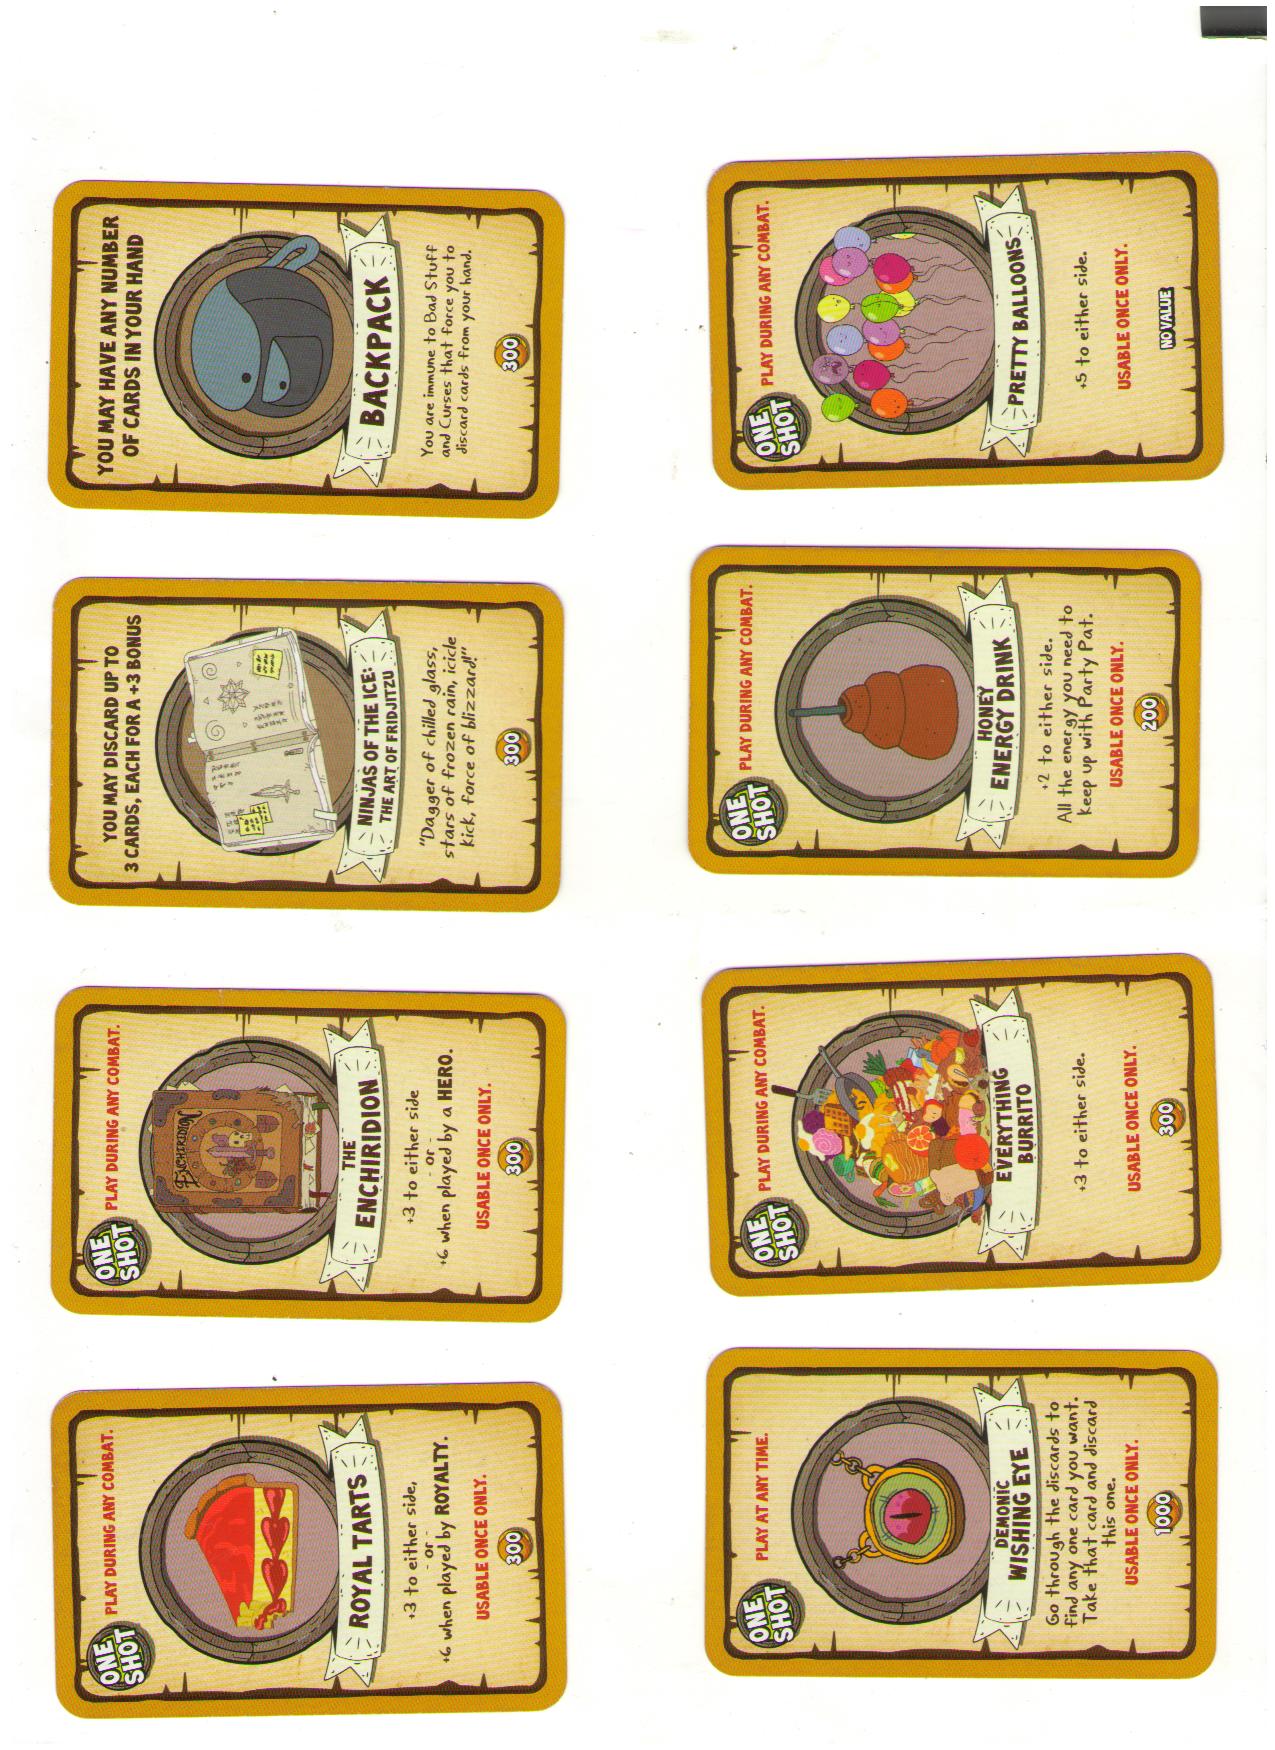 ONE
SHOT
PLAY DURING ANY COMBAT.
ROYAL TARTS
+3 to either side,
- or -
+6 when played by ROYALTY.
USABLE ONCE ONLY.
300
ONE
SHOT
PLAY DURING ANY COMBAT.
ENCHIRIDION
THE
ENCHIRIDION
+3 to either side
- or -
+6 when played by a HERO.
USABLE ONCE ONLY.
300
YOU MAY DISCARD UP TO
3 CARDS, EACH FOR A +3 BONUS
NINJAS OF THE ICE:
THE ART OF FRIDJITZU
"Dagger of chilled glass,
stars of frozen rain, icicle
kick, force of blizzard!"
300
YOU MAY HAVE ANY NUMBER
OF CARDS IN YOUR HAND
BACKPACK
You are immune to Bad Stuff
and Curses that force you to
discard cards from your hand.
300
ONE
SHOT
PLAY AT ANY TIME.
DEMONIC
WISHING EYE
Go through the discards to
find any one card you want.
Take that card and discard
this one.
USABLE ONCE ONLY.
1000
ONE
SHOT
PLAY DURING ANY COMBAT.
EVERYTHING
BURRITO
+3 to either side.
USABLE ONCE ONLY.
300
ONE
SHOT
PLAY DURING ANY COMBAT.
HONEY
ENERGY DRINK
+2 to either side.
All the energy you need to
keep up with Party Pat.
USABLE ONCE ONLY.
200
ONE
SHOT
PLAY DURING ANY COMBAT.
PRETTY BALLOONS
+5 to either side.
USABLE ONCE ONLY.
NO VALUE